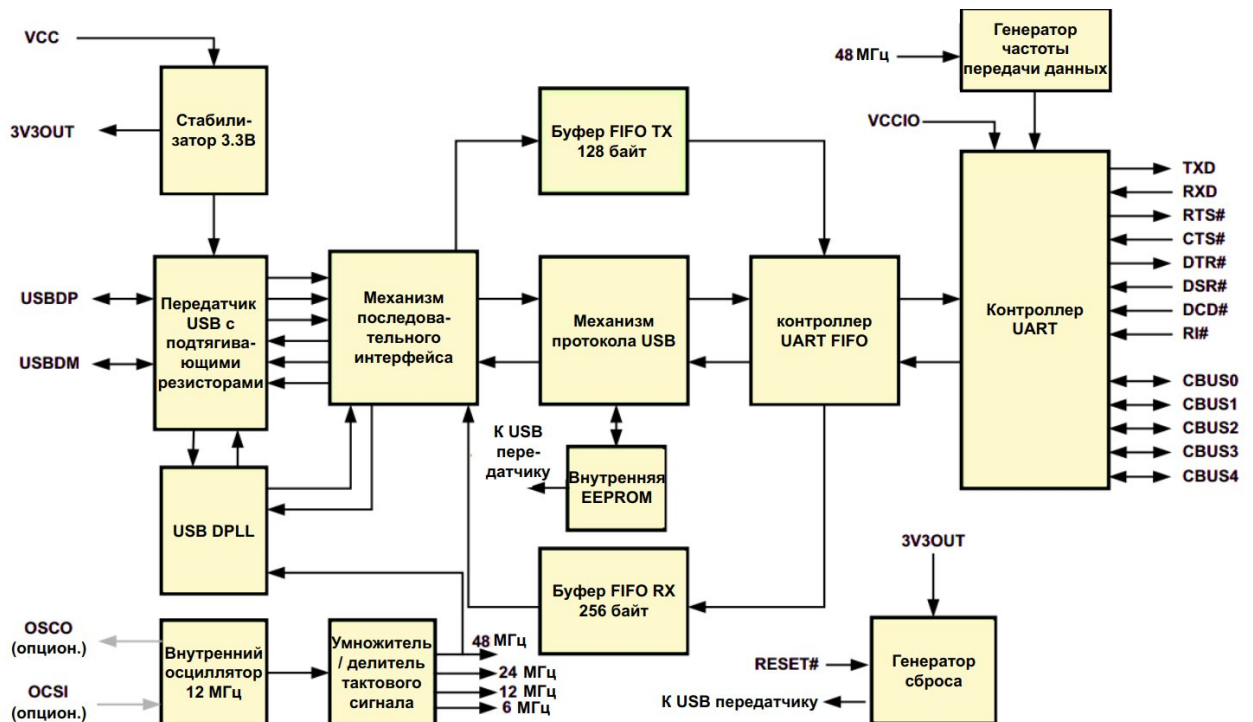 VCC
Стабили-
затор 3.3В
3V3OUT
Буфер FIFO TX
128 байт
Генератор
частоты
передачи данных
48 МГц
VCCIO
Передатчик
USB с
подтягива-
ющими
резисторами
USBDP
USBDM
Механизм
последова-
тельного
интерфейса
Механизм
протокола USB
контроллер
UART FIFO
Контроллер
UART
TXD
RXD
RTS#
CTS#
DTR#
DSR#
DCD#
RI#
CBUS0
CBUS1
CBUS2
CBUS3
CBUS4
К USB
пере-
датчику
Внутренняя
EEPROM
USB DPLL
Буфер FIFO RX
256 байт
3V3OUT
OSCO
(опцион.)
OCSI
(опцион.)
Внутренний
осциллятор
12 МГц
Умножитель
/ делитель
тактового
сигнала
48 МГц
24 МГц
12 МГц
6 МГц
RESET#
К USB передатчику
Генератор
сброса